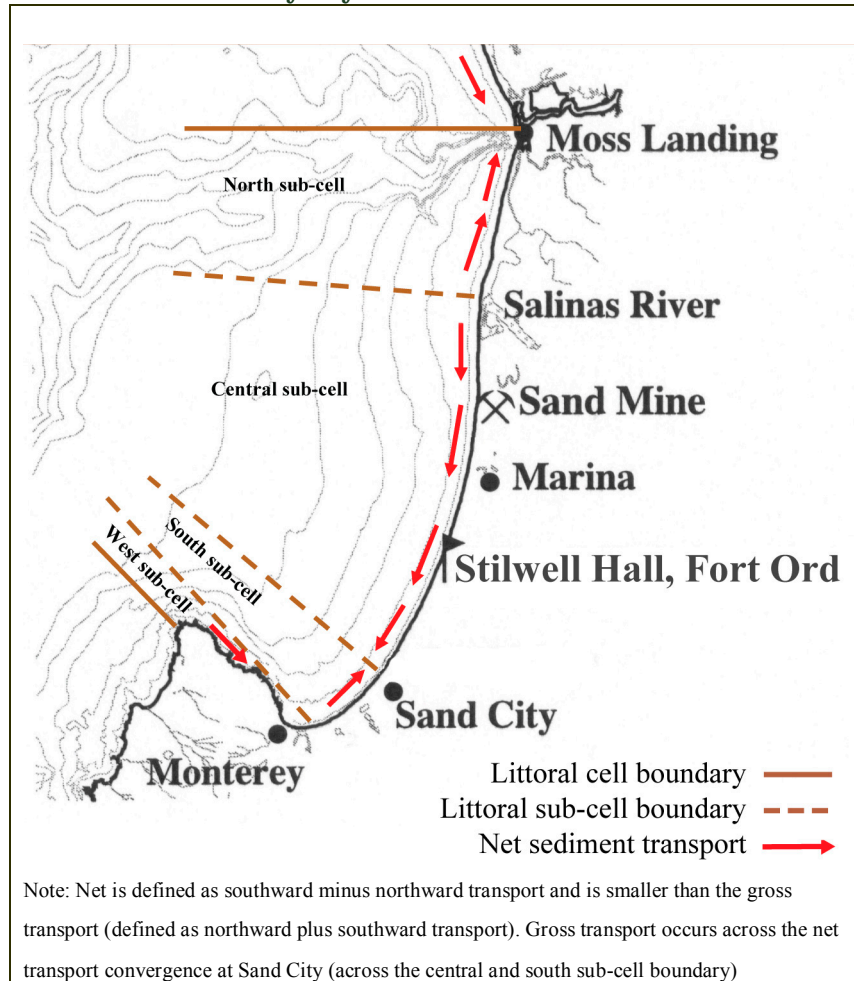 Moss Landing
North sub-cell
Salinas River
Central sub-cell
Sand Mine
Marina
South sub-cell
West sub-cell
Stilwell Hall, Fort Ord
Sand City
Monterey
Littoral cell boundary
Littoral sub-cell boundary
Net sediment transport
Note: Net is defined as southward minus northward transport and is smaller than the gross
transport (defined as northward plus southward transport). Gross transport occurs across the net
transport convergence at Sand City (across the central and south sub-cell boundary)